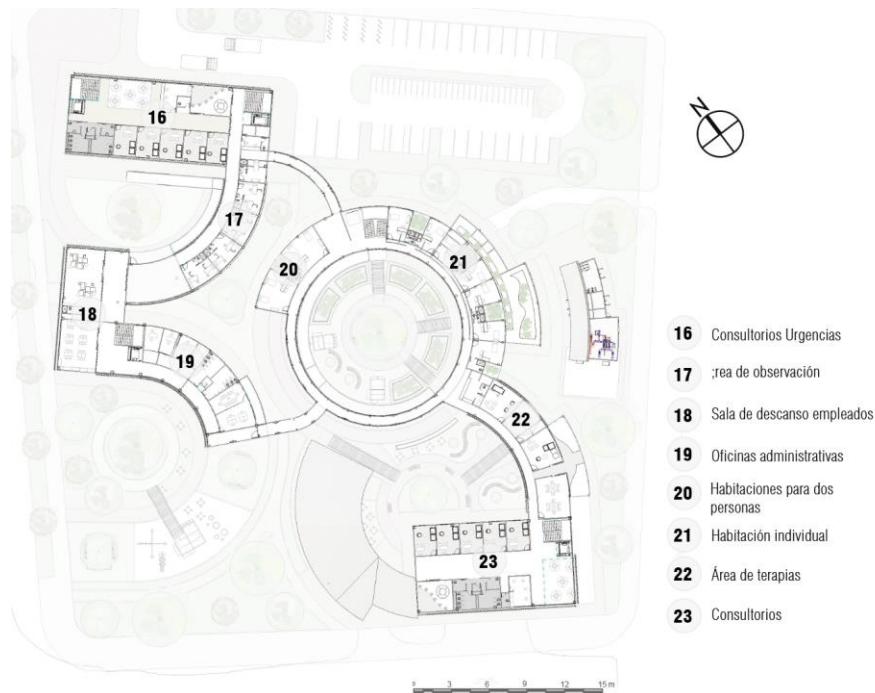 N
16
17
18
19
20
21
22
23
16 Consultorios Urgencias
17 ;rea de observación
18 Sala de descanso empleados
19 Oficinas administrativas
20 Habitaciones para dos
personas
21 Habitación individual
22 Área de terapias
23 Consultorios
0 3 6 9 12 15 m